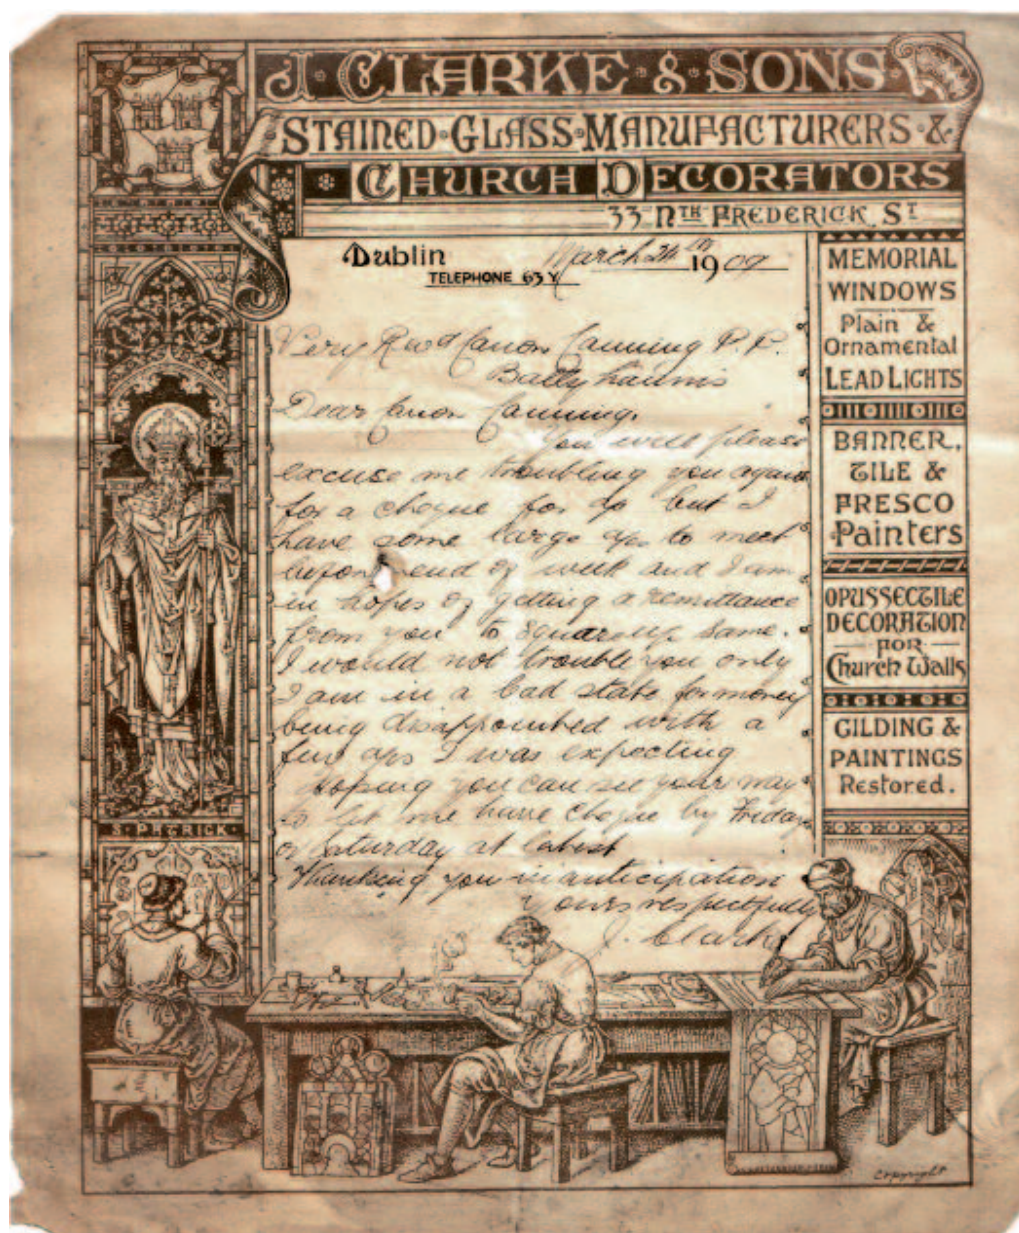 J. CLARKE & SONS
STAINED GLASS MANUFACTURERS &
CHURCH DECORATORS
33 NTH FREDERICK ST
Dublin March 24th 1909
TELEPHONE 63 Y
Very Revd Canon Canning P.P.
Ballyhaunis
Dear Canon Canning,
You will please
excuse me troubling you again
for a cheque for a/c but I
have some large a/cs to meet
before end of week and I am
in hopes of getting a remittance
from you to square up same.
I would not trouble you only
I am in a bad state for money
being disappointed with a
few a/cs I was expecting
Hoping you can see your way
to let me have cheque by Friday
or Saturday at latest
Thanking you in anticipation
Yours respectfully
J. Clarke
MEMORIAL
WINDOWS
Plain &
Ornamental
LEAD LIGHTS
BANNER,
TILE &
FRESCO
Painters
OPUS SECTILE
DECORATION
FOR
Church Walls
GILDING &
PAINTINGS
Restored.
S. PATRICK
Copyright